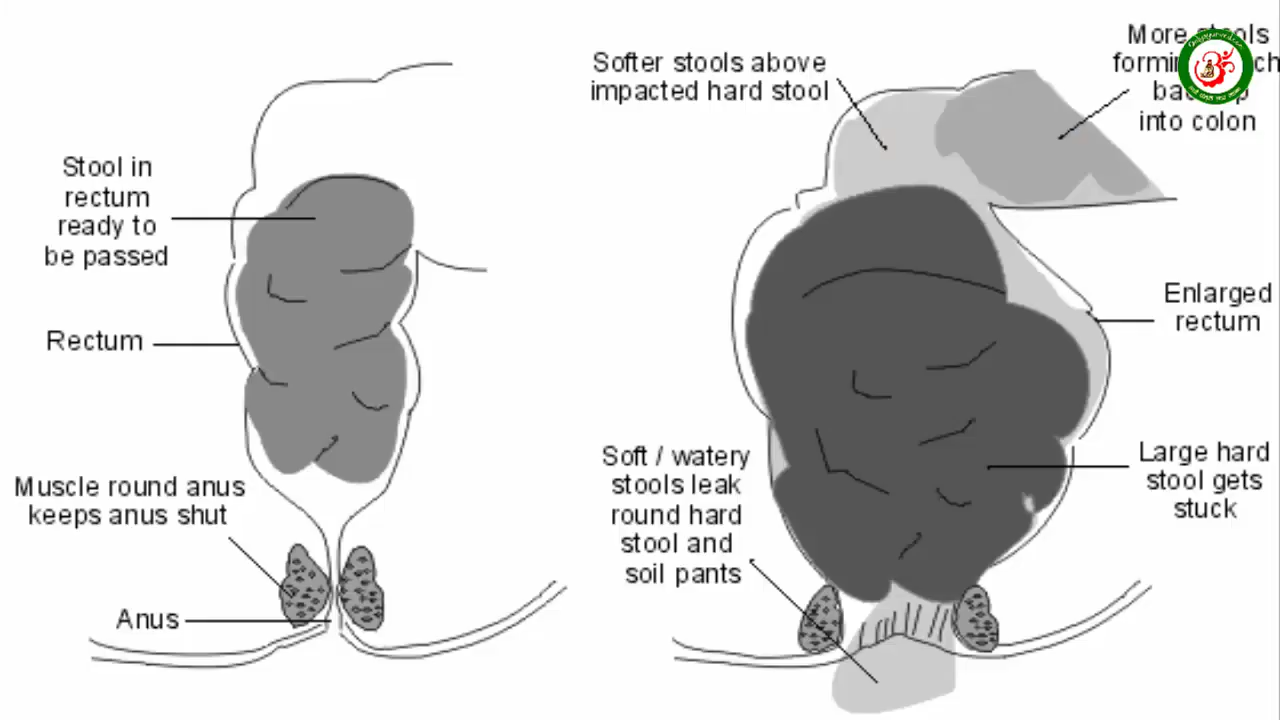 Stool in
rectum
ready to
be passed
Rectum
Muscle round anus
keeps anus shut
Anus
Softer stools above
impacted hard stool
More
into colon
Enlarged
rectum
Large hard
stool gets
stuck
Soft / watery
stools leak
round hard
stool and
soil pants